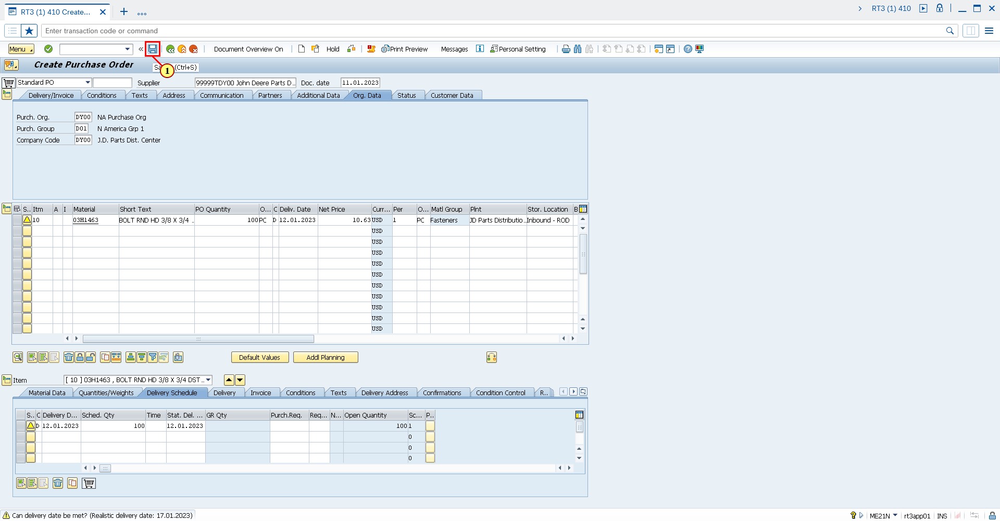 RT3 (1) 410 Create...
RT3 (1) 410
Enter transaction code or command
Menu
Document Overview On
Hold
Print Preview
Messages
Personal Setting
Create Purchase Order
(Ctrl+S)
1
Standard PO
Supplier
99999TDY00 John Deere Parts D...
Doc. date
11.01.2023
Delivery/Invoice Conditions Texts Address Communication Partners Additional Data Org. Data Status Customer Data
Purch. Org. DY00 NA Purchase Org
Purch. Group D01 N America Grp 1
Company Code DY00 J.D. Parts Dist. Center
S.. Itm A I Material Short Text PO Quantity O... C Deliv. Date Net Price Curr... Per O... Matl Group Plnt Stor. Location B
10 03H1463 BOLT RND HD 3/8 X 3/4 .. 100 PC D 12.01.2023 10.63 USD 1 PC Fasteners JD Parts Distributio... Inbound - ROD
USD
USD
USD
USD
USD
USD
USD
USD
USD
USD
Default Values Addl Planning
Item [ 10 ] 03H1463 , BOLT RND HD 3/8 X 3/4 DST ...
Material Data Quantities/Weights Delivery Schedule Delivery Invoice Conditions Texts Delivery Address Confirmations Condition Control R..
S.. C Delivery D... Sched. Qty Time Stat. Del. ... GR Qty Purch.Req. Req... N... Open Quantity Sc... P..
D 12.01.2023 100 12.01.2023 100 1
0
0
0
Can delivery date be met? (Realistic delivery date: 17.01.2023)
ME21N rt3app01 INS